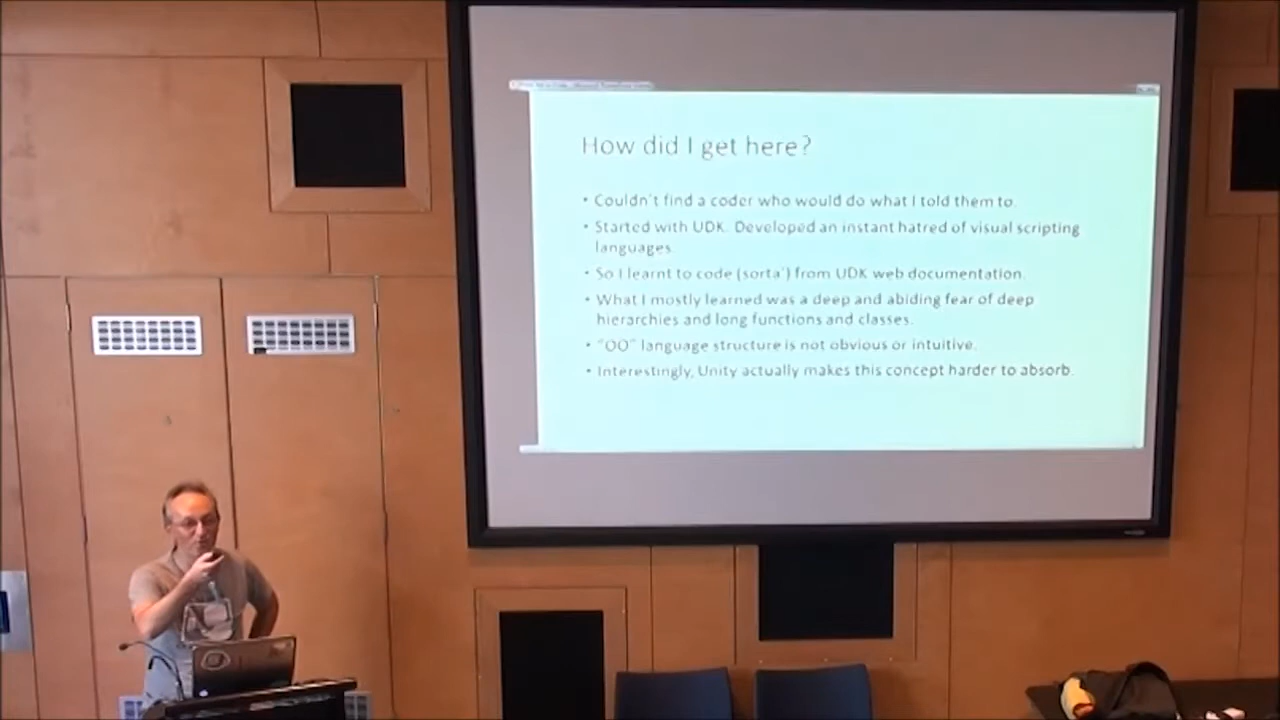 How did I get here?
• Couldn't find a coder who would do what I told them to.
• Started with UDK. Developed an instant hatred of visual scripting
languages.
• So I learnt to code (sorta') from UDK web documentation.
• What I mostly learned was a deep and abiding fear of deep
hierarchies and long functions and classes.
• "OO" language structure is not obvious or intuitive.
• Interestingly, Unity actually makes this concept harder to absorb.